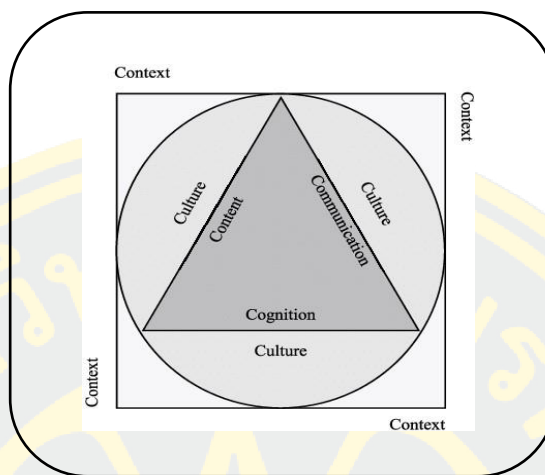 Context
Context
Culture
Content
Communication
Culture
Cognition
Culture
Context
Context